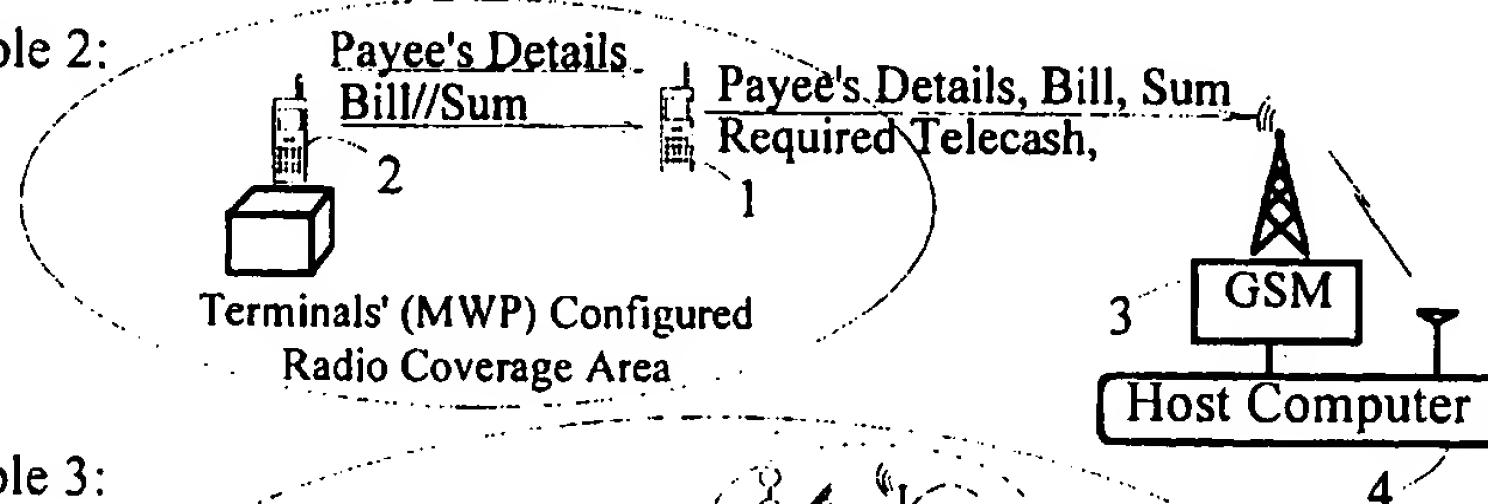 ple 2:
Payee's Details
Bill//Sum
Payee's Details, Bill, Sum
Required Telecash,
2
1
Terminals' (MWP) Configured
Radio Coverage Area
3
GSM
Host Computer
4
ple 3: